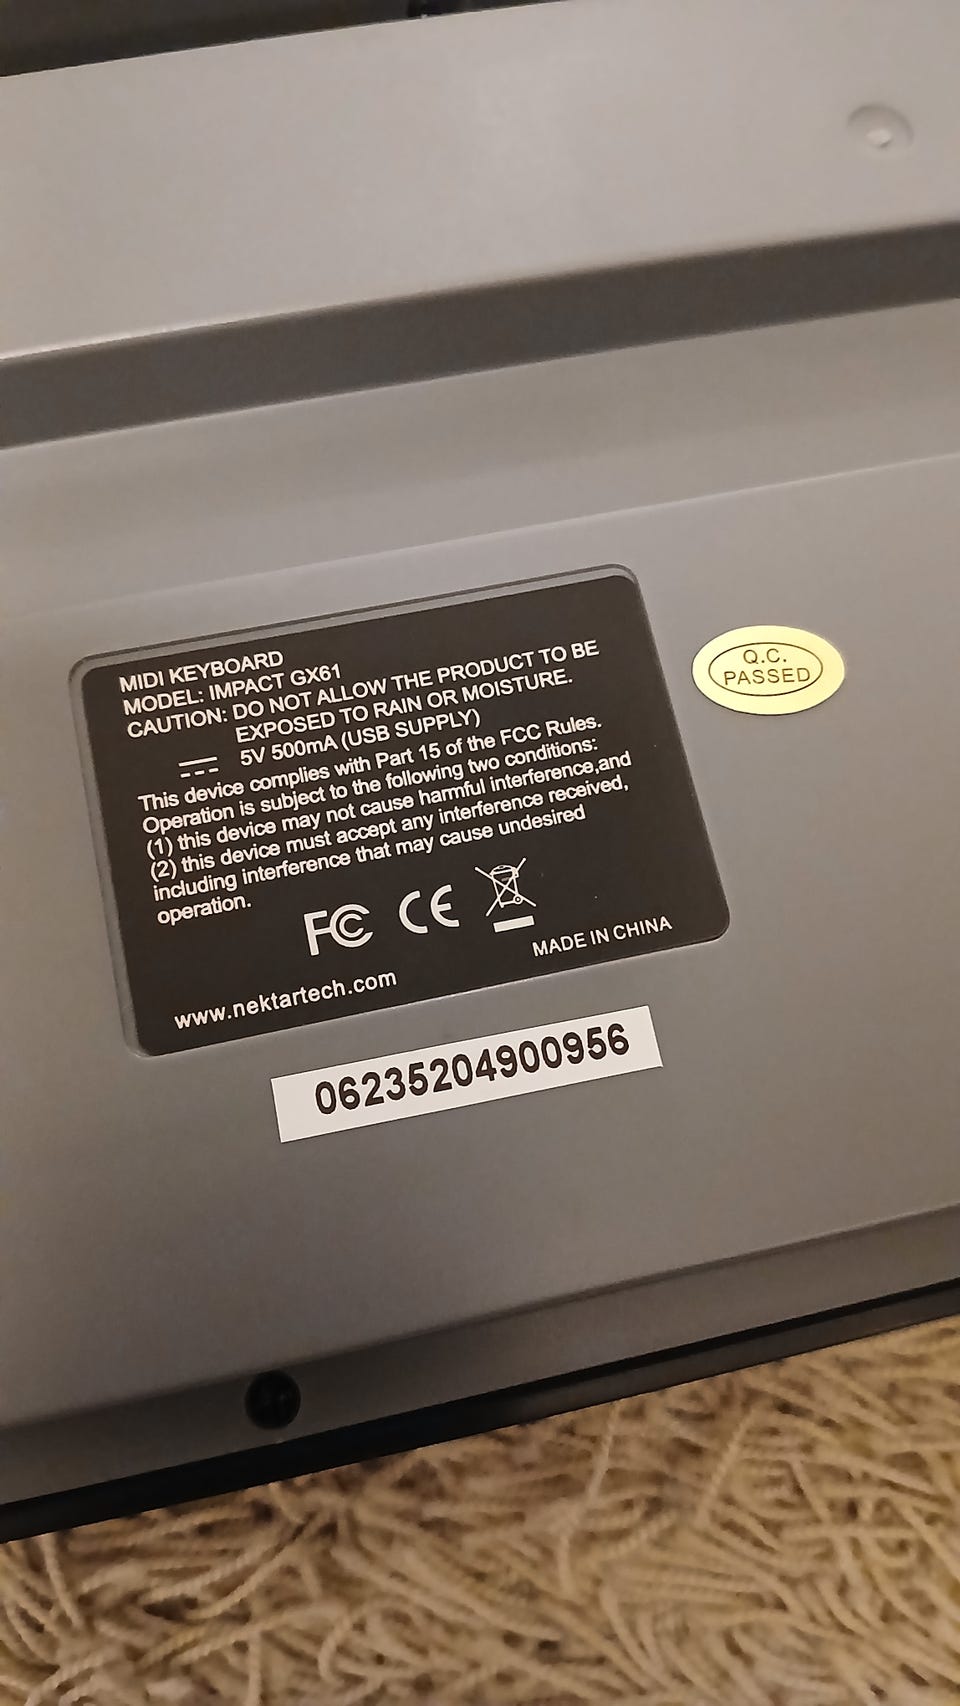 MIDI KEYBOARD
MODEL: IMPACT GX61
CAUTION: DO NOT ALLOW THE PRODUCT TO BE
EXPOSED TO RAIN OR MOISTURE.
5V 500mA (USB SUPPLY)
This device complies with Part 15 of the FCC Rules.
Operation is subject to the following two conditions:
(1) this device may not cause harmful interference,and
(2) this device must accept any interference received,
including interference that may cause undesired
operation.
FC CE
MADE IN CHINA
www.nektartech.com
06235204900956
Q.C.
PASSED